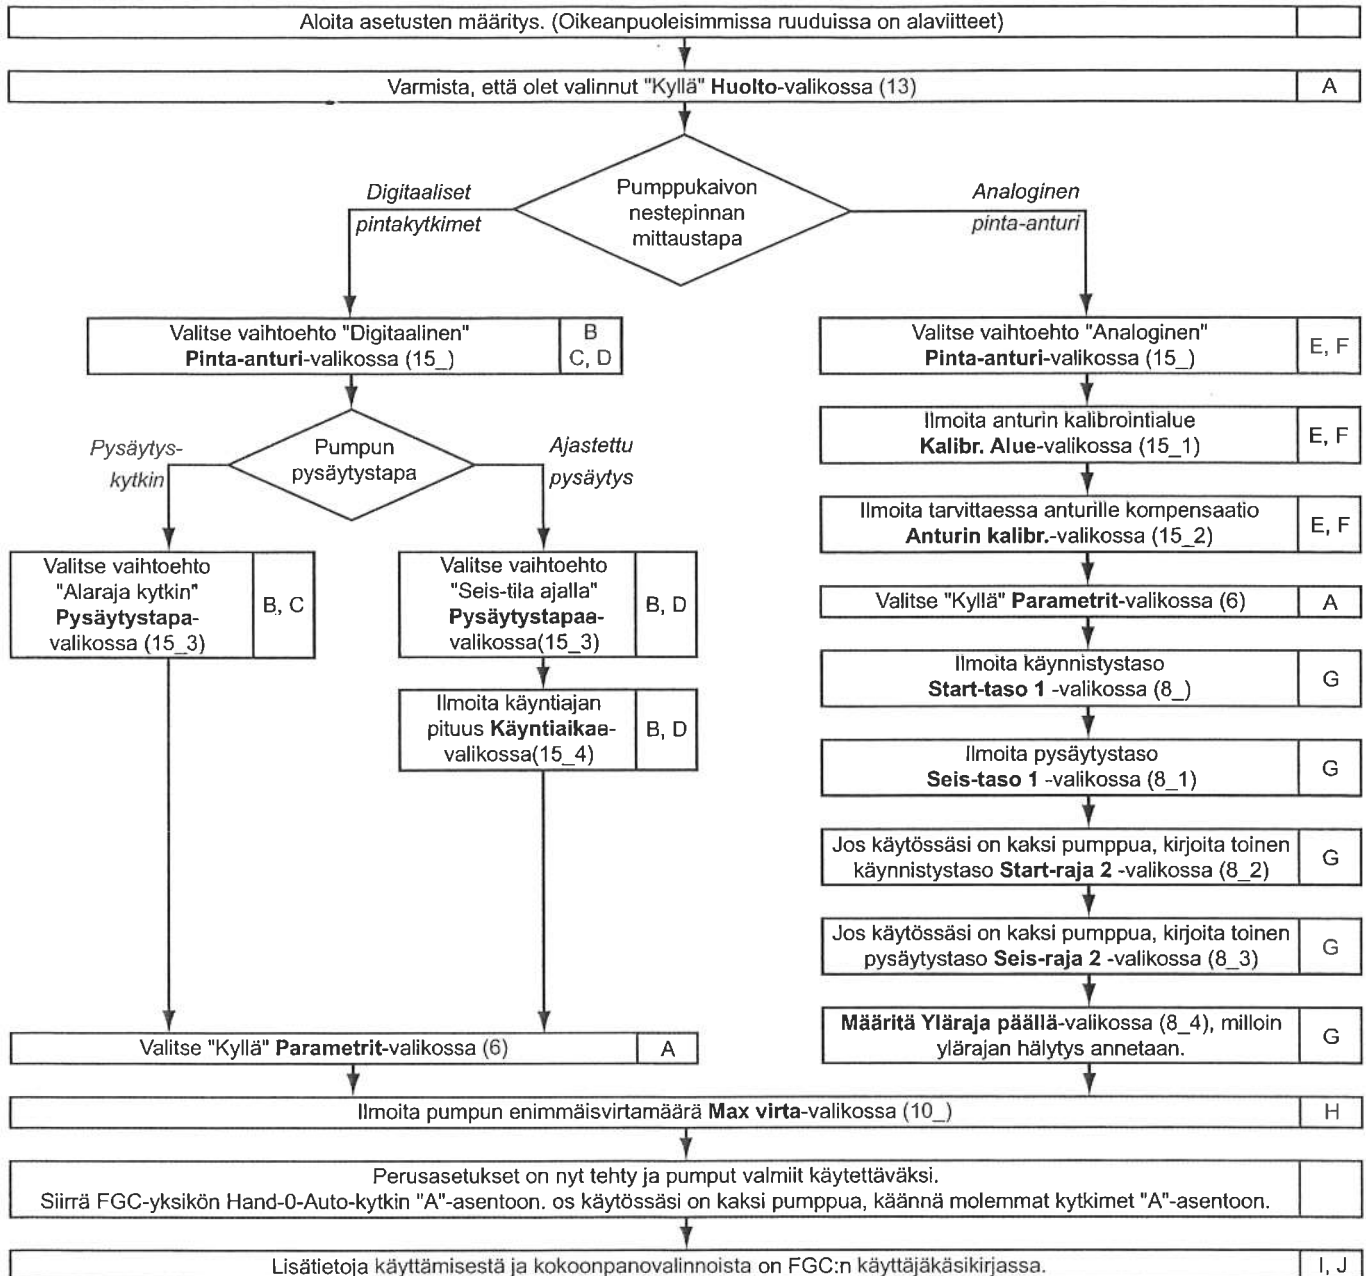 Aloita asetusten määritys. (Oikeanpuoleisimmissa ruuduissa on alaviitteet)
Varmista, että olet valinnut "Kyllä" Huolto-valikossa (13)
A
Pumppukaivon
nestepinnan
mittaustapa
Digitaaliset
pintakytkimet
Analoginen
pinta-anturi
Valitse vaihtoehto "Digitaalinen"
Pinta-anturi-valikossa (15_)
B
C, D
Pumpun
pysäytystapa
Pysäytys-
kytkin
Ajastettu
pysäytys
Valitse vaihtoehto
"Alaraja kytkin"
Pysäytystapa-
valikossa (15_3)
B, C
Valitse vaihtoehto
"Seis-tila ajalla"
Pysäytystapaa-
valikossa(15_3)
B, D
Ilmoita käyntiajan
pituus Käyntiaikaa-
valikossa(15_4)
B, D
Valitse "Kyllä" Parametrit-valikossa (6)
A
Valitse vaihtoehto "Analoginen"
Pinta-anturi-valikossa (15_)
E, F
Ilmoita anturin kalibrointialue
Kalibr. Alue-valikossa (15_1)
E, F
Ilmoita tarvittaessa anturille kompensaatio
Anturin kalibr.-valikossa (15_2)
E, F
Valitse "Kyllä" Parametrit-valikossa (6)
A
Ilmoita käynnistystaso
Start-taso 1 -valikossa (8_)
G
Ilmoita pysäytystaso
Seis-taso 1 -valikossa (8_1)
G
Jos käytössäsi on kaksi pumppua, kirjoita toinen
käynnistystaso Start-raja 2 -valikossa (8_2)
G
Jos käytössäsi on kaksi pumppua, kirjoita toinen
pysäytystaso Seis-raja 2 -valikossa (8_3)
G
Määritä Yläraja päällä-valikossa (8_4), milloin
ylärajan hälytys annetaan.
G
Ilmoita pumpun enimmäisvirtamäärä Max virta-valikossa (10_)
H
Perusasetukset on nyt tehty ja pumput valmiit käytettäväksi.
Siirrä FGC-yksikön Hand-0-Auto-kytkin "A"-asentoon. os käytössäsi on kaksi pumppua, käännä molemmat kytkimet "A"-asentoon.
Lisätietoja käyttämisestä ja kokoonpanovalinnoista on FGC:n käyttäjäkäsikirjassa.
I, J